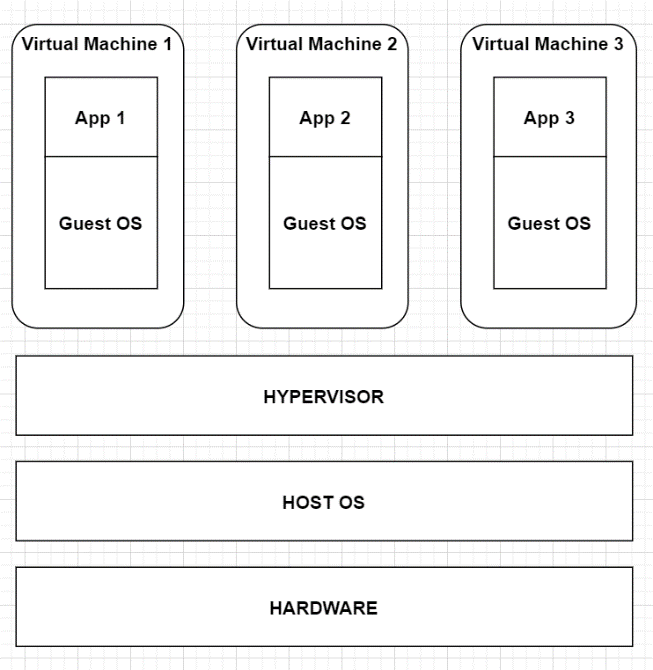 Virtual Machine 1
Virtual Machine 2
Virtual Machine 3
App 1
App 2
App 3
Guest OS
Guest OS
Guest OS
HYPERVISOR
HOST OS
HARDWARE